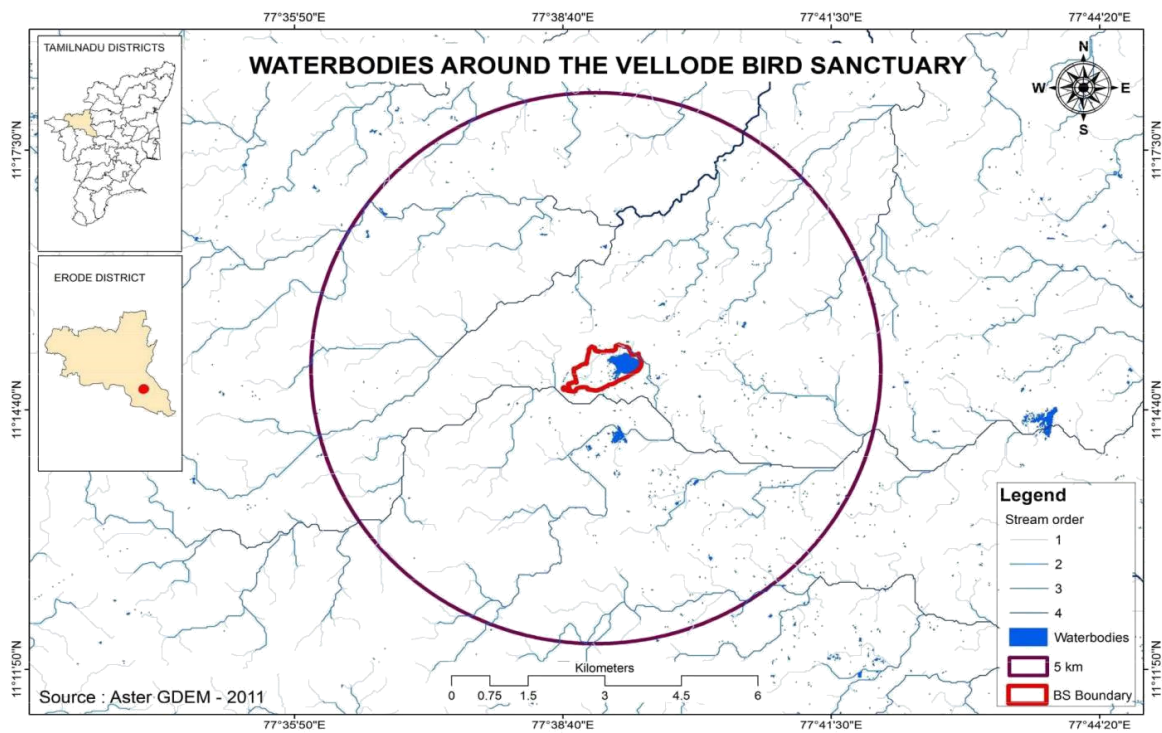 77°35'50"E 77°38'40"E 77°41'30"E 77°44'20"E
TAMILNADU DISTRICTS
WATERBODIES AROUND THE VELLODE BIRD SANCTUARY
N
W E
S
11°17'30"N 11°17'30"N
ERODE DISTRICT
11°14'40"N 11°14'40"N
Legend
Stream order
1
2
3
4
Waterbodies
5 km
BS Boundary
11°11'50"N 11°11'50"N
Kilometers
0 0.75 1.5 3 4.5 6
Source : Aster GDEM - 2011
77°35'50"E 77°38'40"E 77°41'30"E 77°44'20"E